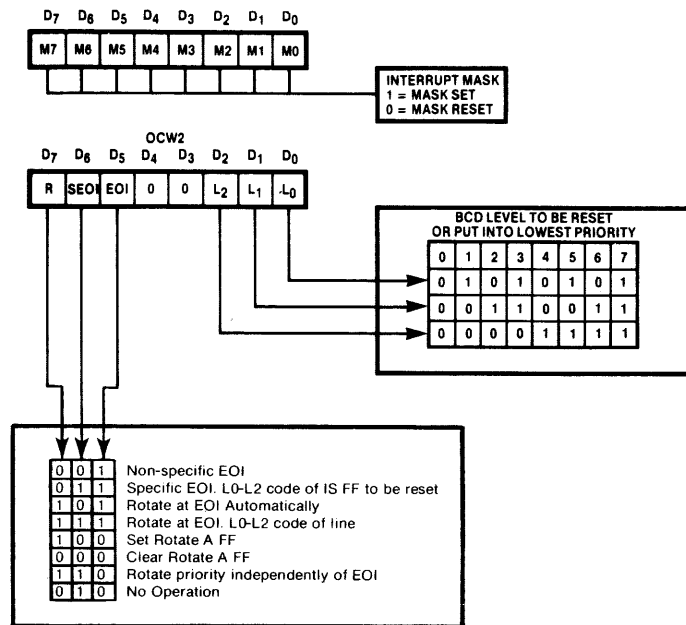 D7 D6 D5 D4 D3 D2 D1 D0
M7 M6 M5 M4 M3 M2 M1 M0
INTERRUPT MASK
1 = MASK SET
0 = MASK RESET
OCW2
D7 D6 D5 D4 D3 D2 D1 D0
R SEOI EOI 0 0 L2 L1 L0
BCD LEVEL TO BE RESET
OR PUT INTO LOWEST PRIORITY
0 1 2 3 4 5 6 7
0 1 0 1 0 1 0 1
0 0 1 1 0 0 1 1
0 0 0 0 1 1 1 1
0 0 1 Non-specific EOI
0 1 1 Specific EOI. L0-L2 code of IS FF to be reset
1 0 1 Rotate at EOI Automatically
1 1 1 Rotate at EOI. L0-L2 code of line
1 0 0 Set Rotate A FF
0 0 0 Clear Rotate A FF
1 1 0 Rotate priority independently of EOI
0 1 0 No Operation